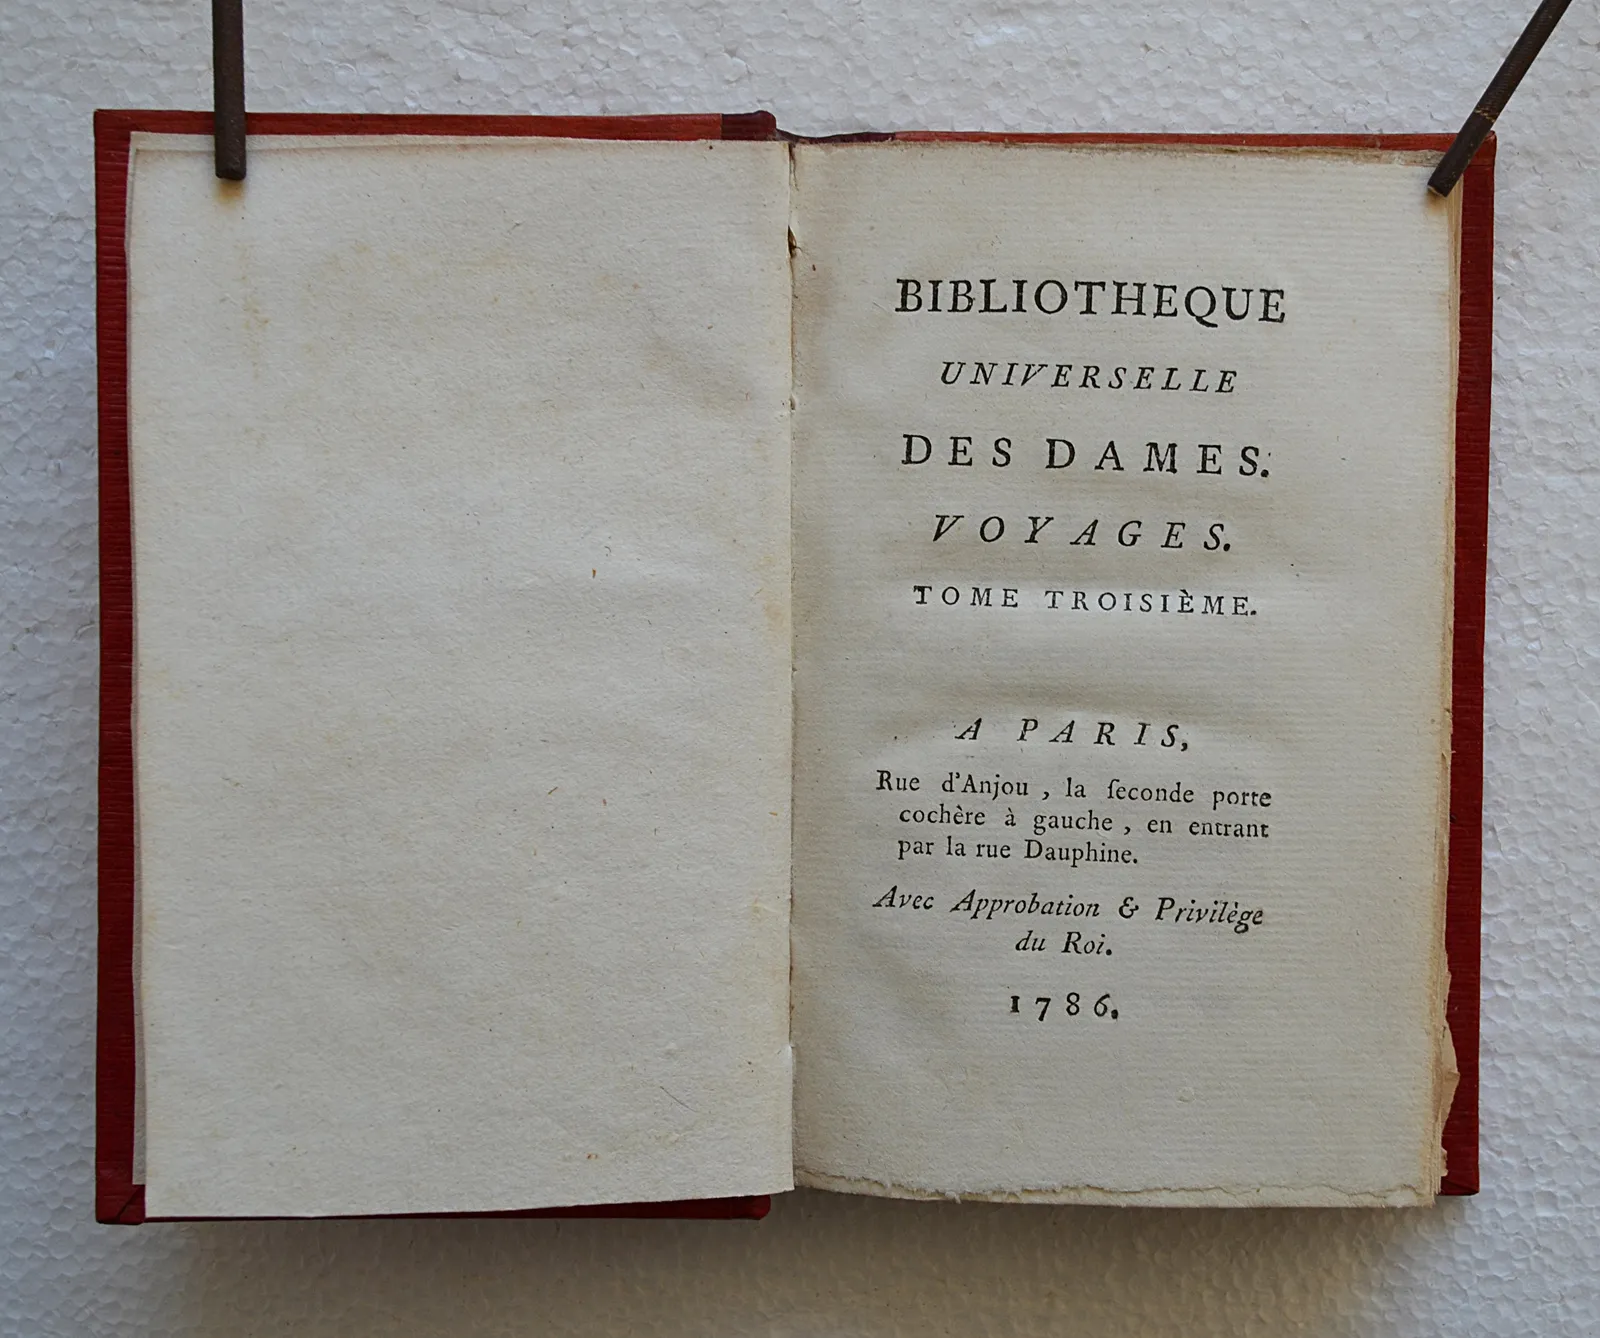 BIBLIOTHEQUE
UNIVERSELLE
DES DAMES.
VOYAGES.
TOME TROISIÈME.
A PARIS,
Rue d'Anjou, la ſeconde porte
cochère à gauche, en entrant
par la rue Dauphine.
Avec Approbation & Privilège
du Roi.
1786.